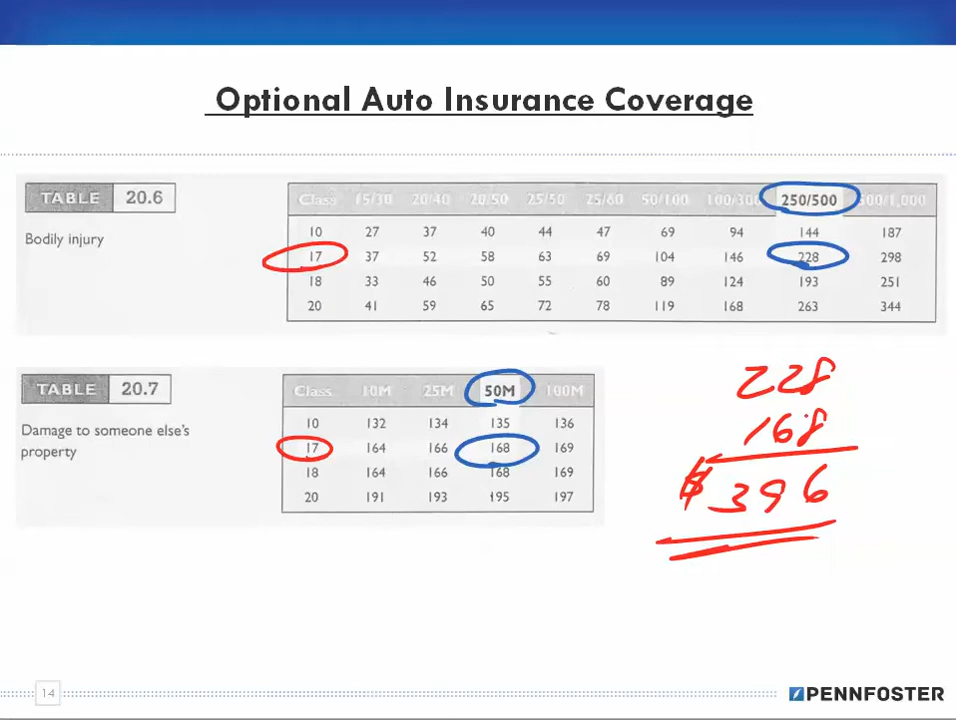 Optional Auto Insurance Coverage
TABLE 20.6
Bodily injury
Class 15/30 20/40 20/50 25/50 25/60 50/100 100/300 250/500 500/1,000
10 27 37 40 44 47 69 94 144 187
17 37 52 58 63 69 104 146 228 298
18 33 46 50 55 60 89 124 193 251
20 41 59 65 72 78 119 168 263 344
TABLE 20.7
Damage to someone else's
property
Class 10M 25M 50M 100M
10 132 134 135 136
17 164 166 168 169
18 164 166 168 169
20 191 193 195 197
228
168
$396
14
PENNFOSTER